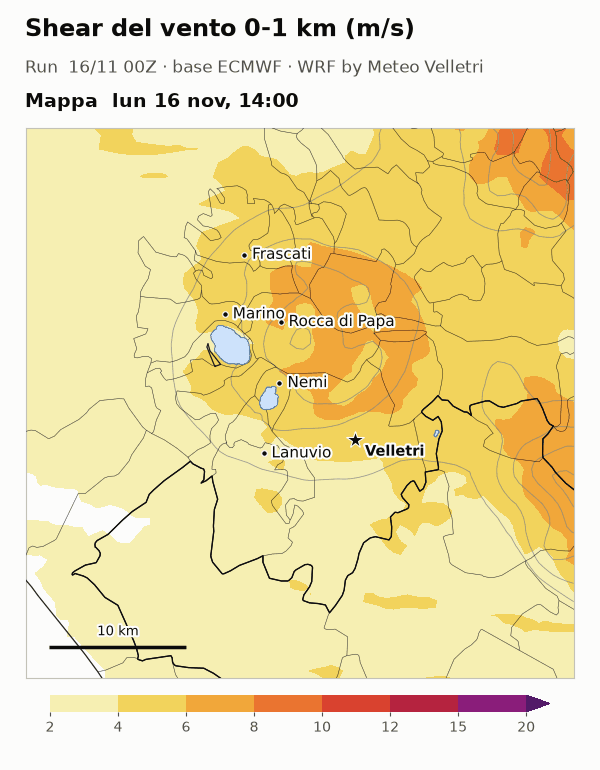 Shear del vento 0-1 km (m/s)
Run  16/11 00Z · base ECMWF · WRF by Meteo Velletri
Mappa  lun 16 nov, 14:00
Frascati
Marino
Rocca di Papa
Nemi
Velletri
Lanuvio
10 km
2 4 6 8 10 12 15 20